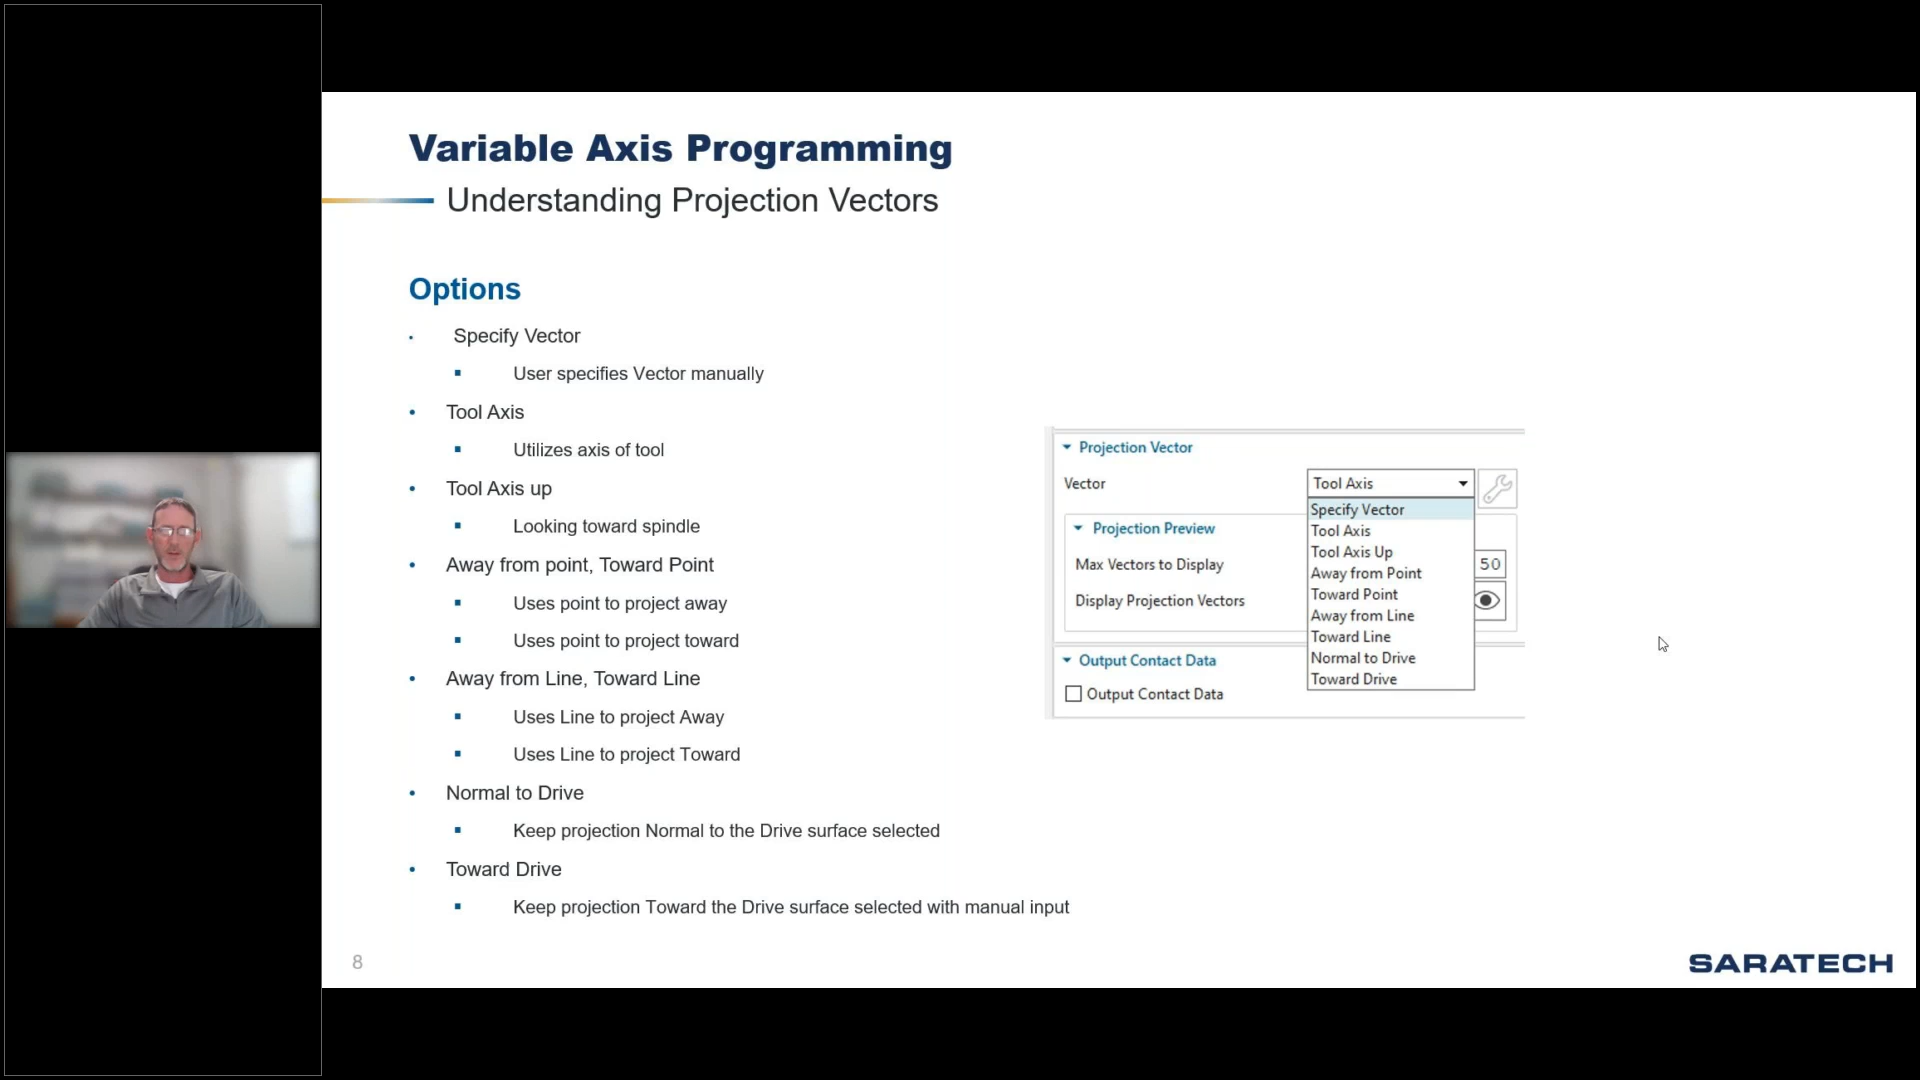 Variable Axis Programming
Understanding Projection Vectors
Options
• Specify Vector
▪ User specifies Vector manually
• Tool Axis
▪ Utilizes axis of tool
• Tool Axis up
▪ Looking toward spindle
• Away from point, Toward Point
▪ Uses point to project away
▪ Uses point to project toward
• Away from Line, Toward Line
▪ Uses Line to project Away
▪ Uses Line to project Toward
• Normal to Drive
▪ Keep projection Normal to the Drive surface selected
• Toward Drive
▪ Keep projection Toward the Drive surface selected with manual input
Projection Vector
Vector
Tool Axis
Specify Vector
Tool Axis
Tool Axis Up
Away from Point
Toward Point
Away from Line
Toward Line
Normal to Drive
Toward Drive
Projection Preview
Max Vectors to Display
50
Display Projection Vectors
Output Contact Data
Output Contact Data
8
SARATECH